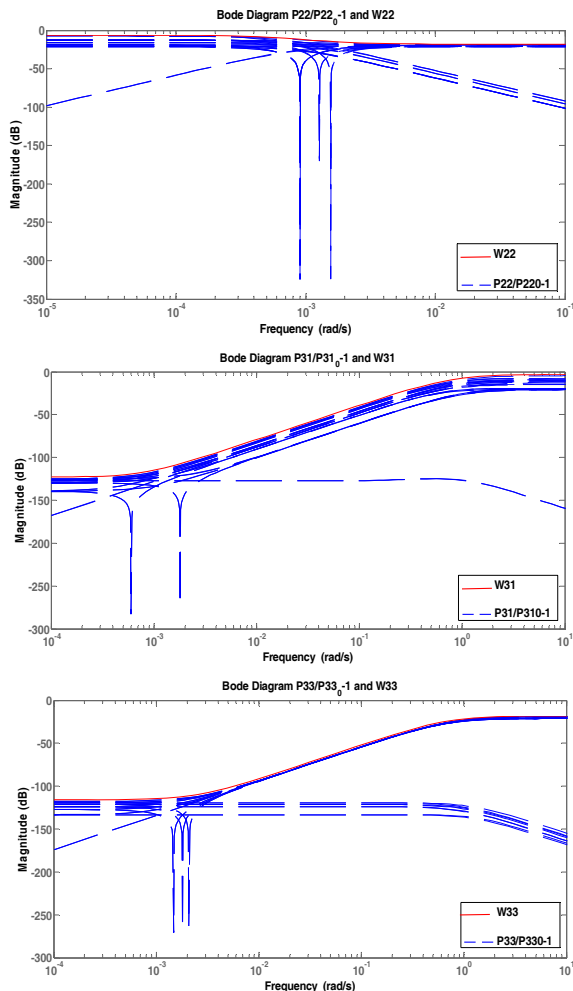 Bode Diagram P22/P22₀-1 and W22
0
-50
-100
-150
-200
-250
-300
-350
Magnitude (dB)
W22
P22/P220-1
10⁻⁵
10⁻⁴
10⁻³
10⁻²
10⁻¹
Frequency (rad/s)
Bode Diagram P31/P31₀-1 and W31
0
-50
-100
-150
-200
-250
-300
Magnitude (dB)
W31
P31/P310-1
10⁻⁴
10⁻³
10⁻²
10⁻¹
10⁰
10¹
Frequency (rad/s)
Bode Diagram P33/P33₀-1 and W33
0
-50
-100
-150
-200
-250
-300
Magnitude (dB)
W33
P33/P330-1
10⁻⁴
10⁻³
10⁻²
10⁻¹
10⁰
10¹
Frequency (rad/s)